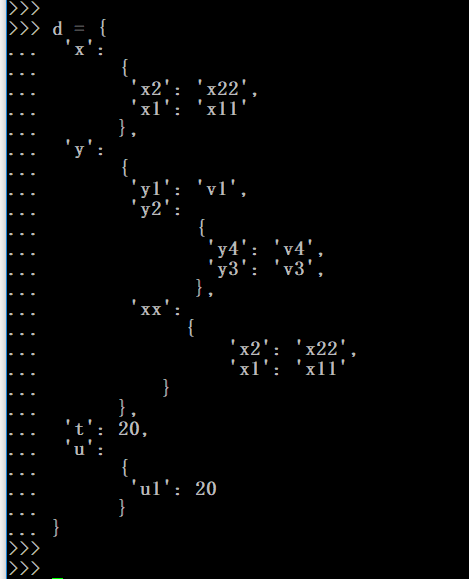 >>>
>>> d = {
... 'x':
... {
... 'x2': 'x22',
... 'x1': 'x11'
... },
... 'y':
... {
... 'y1': 'v1',
... 'y2':
... {
... 'y4': 'v4',
... 'y3': 'v3',
... },
... 'xx':
... {
... 'x2': 'x22',
... 'x1': 'x11'
... }
... },
... 't': 20,
... 'u':
... {
... 'u1': 20
... }
... }
>>>
>>>